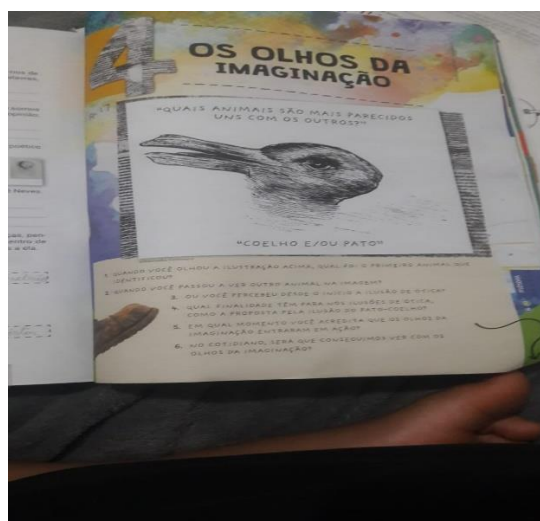 4
OS OLHOS DA
IMAGINAÇÃO
"QUAIS ANIMAIS SÃO MAIS PARECIDOS
UNS COM OS OUTROS?"
"COELHO E/OU PATO"
1. QUANDO VOCÊ OLHOU A ILUSTRAÇÃO ACIMA, QUAL FOI O PRIMEIRO ANIMAL QUE
IDENTIFICOU?
2. QUANDO VOCÊ PASSOU A VER OUTRO ANIMAL NA IMAGEM?
3. OU VOCÊ PERCEBEU DESDE O INÍCIO A ILUSÃO DE ÓTICA?
4. QUAL FINALIDADE TEM PARA NÓS ILUSÕES DE ÓTICA,
COMO A PROPOSTA PELA ILUSÃO DE PATO-COELHO?
5. EM QUAL MOMENTO VOCÊ ACREDITA QUE OS OLHOS DA
IMAGINAÇÃO ENTRARAM EM AÇÃO?
6. NO COTIDIANO, SERÁ QUE CONSEGUIMOS VER COM OS
OLHOS DA IMAGINAÇÃO?